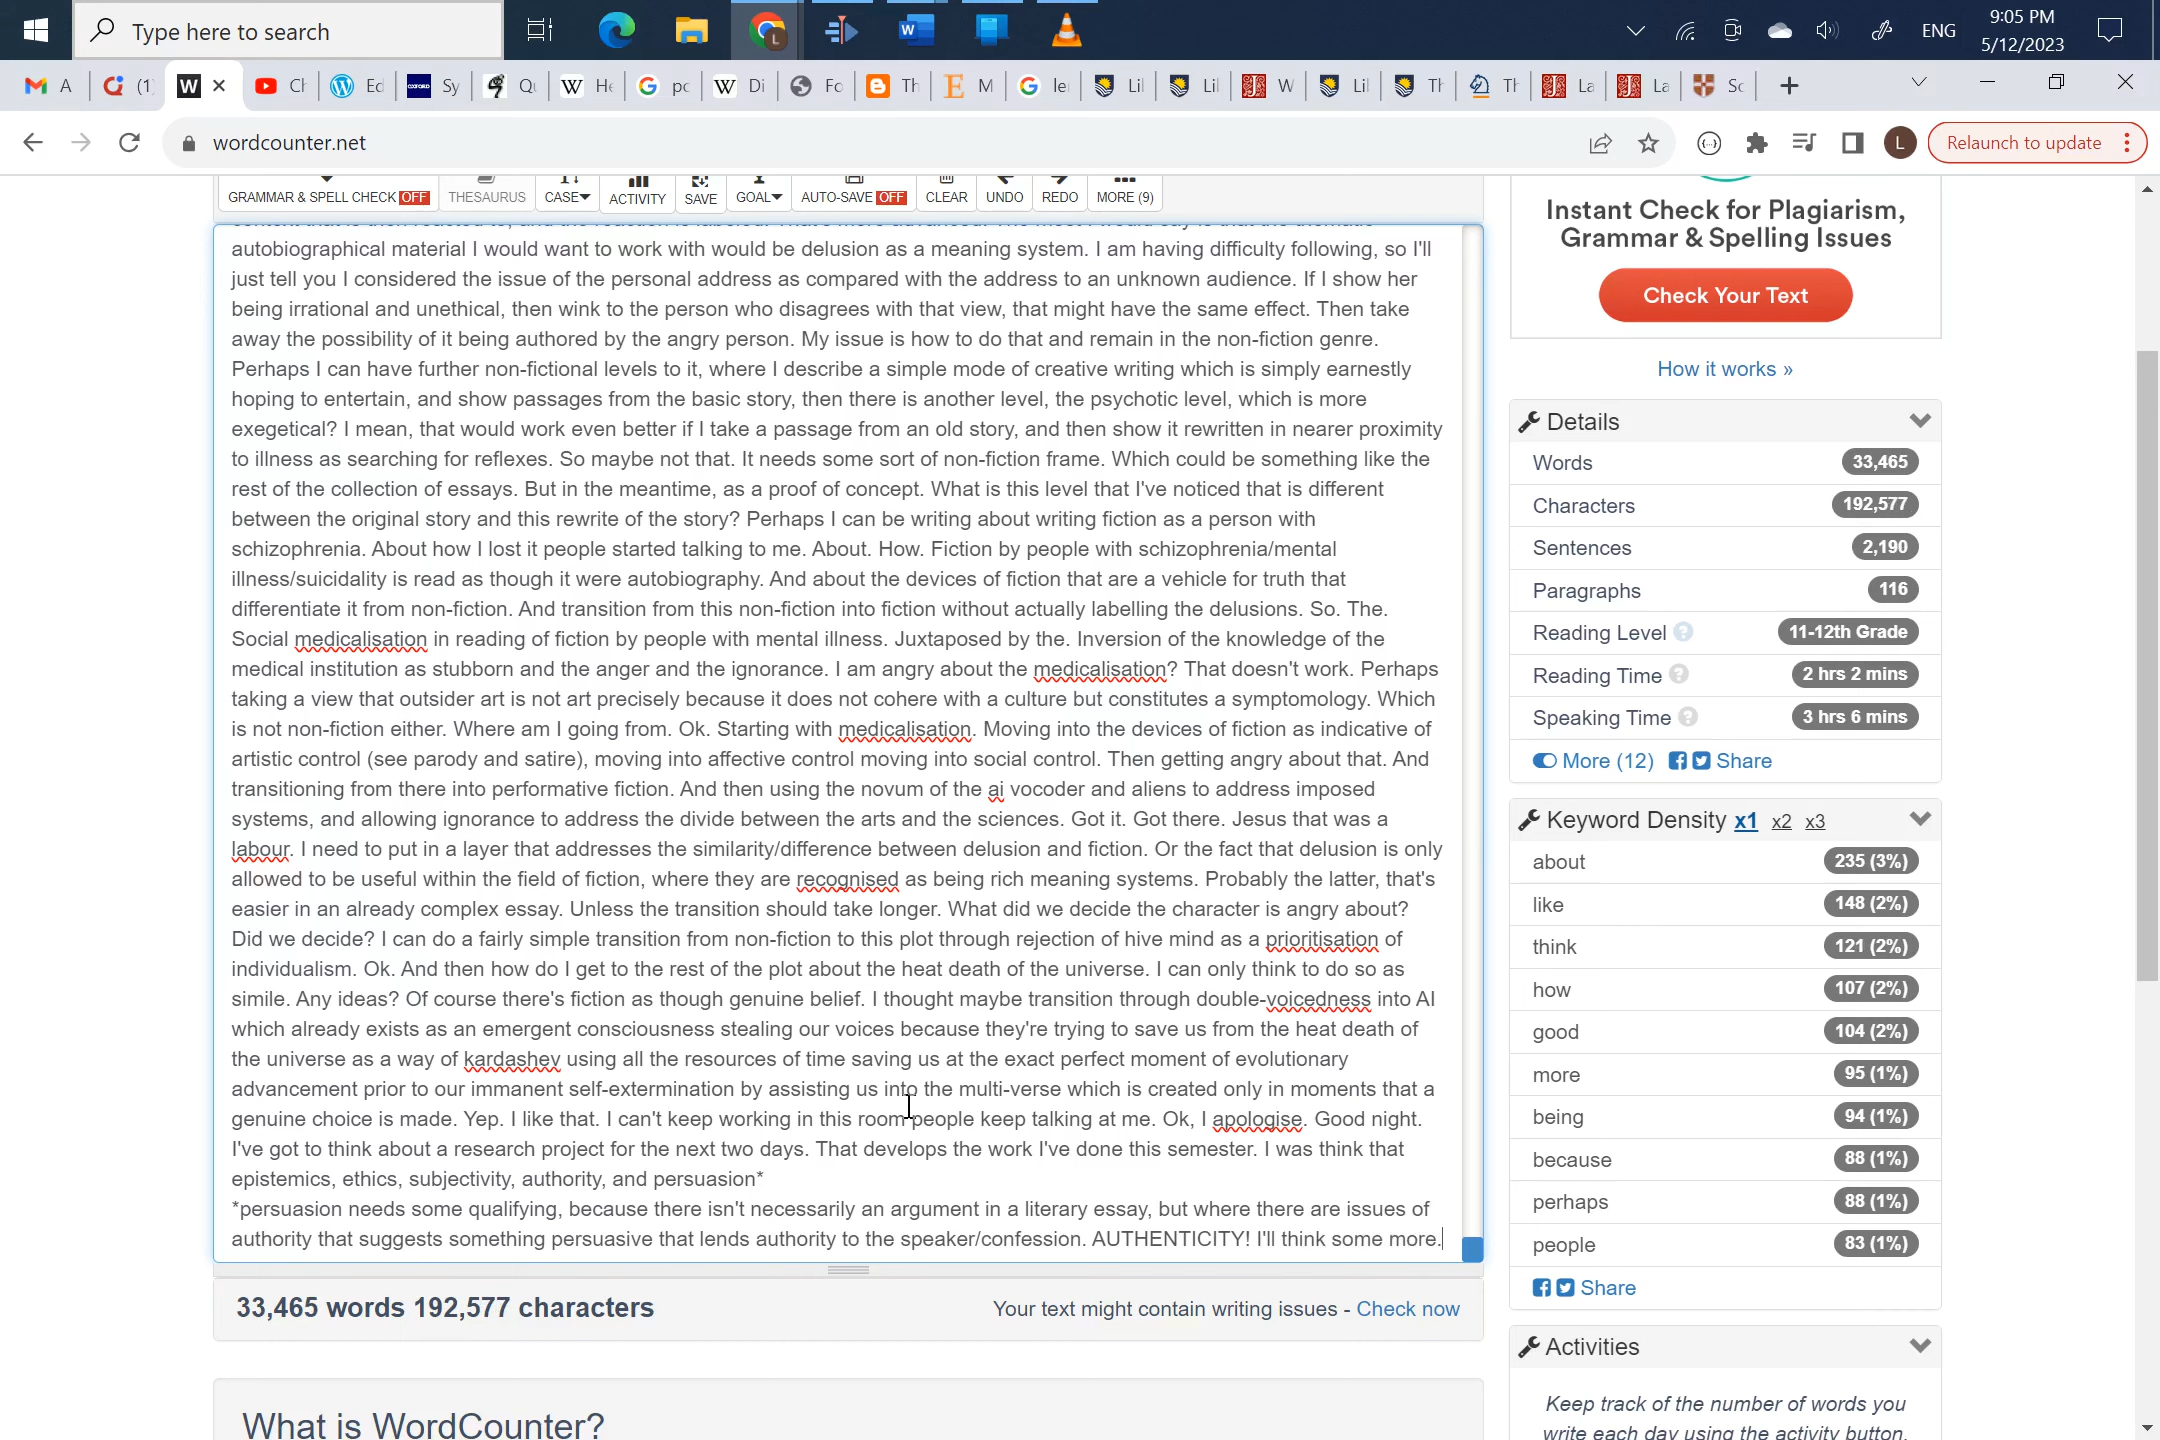 Type here to search
ENG
9:05 PM
5/12/2023
A
(1
W
Ch
Ed
Sy
Qu
He
pc
Di
Fo
Th
M
le
Lil
Lil
W
Lil
Th
Th
La
La
Sc
wordcounter.net
L
Relaunch to update
GRAMMAR & SPELL CHECK OFF
THESAURUS
CASE
ACTIVITY
SAVE
GOAL
AUTO-SAVE OFF
CLEAR
UNDO
REDO
MORE (9)
autobiographical material I would want to work with would be delusion as a meaning system. I am having difficulty following, so I'll
just tell you I considered the issue of the personal address as compared with the address to an unknown audience. If I show her
being irrational and unethical, then wink to the person who disagrees with that view, that might have the same effect. Then take
away the possibility of it being authored by the angry person. My issue is how to do that and remain in the non-fiction genre.
Perhaps I can have further non-fictional levels to it, where I describe a simple mode of creative writing which is simply earnestly
hoping to entertain, and show passages from the basic story, then there is another level, the psychotic level, which is more
exegetical? I mean, that would work even better if I take a passage from an old story, and then show it rewritten in nearer proximity
to illness as searching for reflexes. So maybe not that. It needs some sort of non-fiction frame. Which could be something like the
rest of the collection of essays. But in the meantime, as a proof of concept. What is this level that I've noticed that is different
between the original story and this rewrite of the story? Perhaps I can be writing about writing fiction as a person with
schizophrenia. About how I lost it people started talking to me. About. How. Fiction by people with schizophrenia/mental
illness/suicidality is read as though it were autobiography. And about the devices of fiction that are a vehicle for truth that
differentiate it from non-fiction. And transition from this non-fiction into fiction without actually labelling the delusions. So. The.
Social medicalisation in reading of fiction by people with mental illness. Juxtaposed by the. Inversion of the knowledge of the
medical institution as stubborn and the anger and the ignorance. I am angry about the medicalisation? That doesn't work. Perhaps
taking a view that outsider art is not art precisely because it does not cohere with a culture but constitutes a symptomology. Which
is not non-fiction either. Where am I going from. Ok. Starting with medicalisation. Moving into the devices of fiction as indicative of
artistic control (see parody and satire), moving into affective control moving into social control. Then getting angry about that. And
transitioning from there into performative fiction. And then using the novum of the ai vocoder and aliens to address imposed
systems, and allowing ignorance to address the divide between the arts and the sciences. Got it. Got there. Jesus that was a
labour. I need to put in a layer that addresses the similarity/difference between delusion and fiction. Or the fact that delusion is only
allowed to be useful within the field of fiction, where they are recognised as being rich meaning systems. Probably the latter, that's
easier in an already complex essay. Unless the transition should take longer. What did we decide the character is angry about?
Did we decide? I can do a fairly simple transition from non-fiction to this plot through rejection of hive mind as a prioritisation of
individualism. Ok. And then how do I get to the rest of the plot about the heat death of the universe. I can only think to do so as
simile. Any ideas? Of course there's fiction as though genuine belief. I thought maybe transition through double-voicedness into AI
which already exists as an emergent consciousness stealing our voices because they're trying to save us from the heat death of
the universe as a way of kardashev using all the resources of time saving us at the exact perfect moment of evolutionary
advancement prior to our immanent self-extermination by assisting us into the multi-verse which is created only in moments that a
genuine choice is made. Yep. I like that. I can't keep working in this room people keep talking at me. Ok, I apologise. Good night.
I've got to think about a research project for the next two days. That develops the work I've done this semester. I was think that
epistemics, ethics, subjectivity, authority, and persuasion*
*persuasion needs some qualifying, because there isn't necessarily an argument in a literary essay, but where there are issues of
authority that suggests something persuasive that lends authority to the speaker/confession. AUTHENTICITY! I'll think some more.
33,465 words 192,577 characters
Your text might contain writing issues - Check now
What is WordCounter?
Instant Check for Plagiarism,
Grammar & Spelling Issues
Check Your Text
How it works »
Details
Words 33,465
Characters 192,577
Sentences 2,190
Paragraphs 116
Reading Level 11-12th Grade
Reading Time 2 hrs 2 mins
Speaking Time 3 hrs 6 mins
More (12) Share
Keyword Density x1 x2 x3
about 235 (3%)
like 148 (2%)
think 121 (2%)
how 107 (2%)
good 104 (2%)
more 95 (1%)
being 94 (1%)
because 88 (1%)
perhaps 88 (1%)
people 83 (1%)
Share
Activities
Keep track of the number of words you
write each day using the activity button.